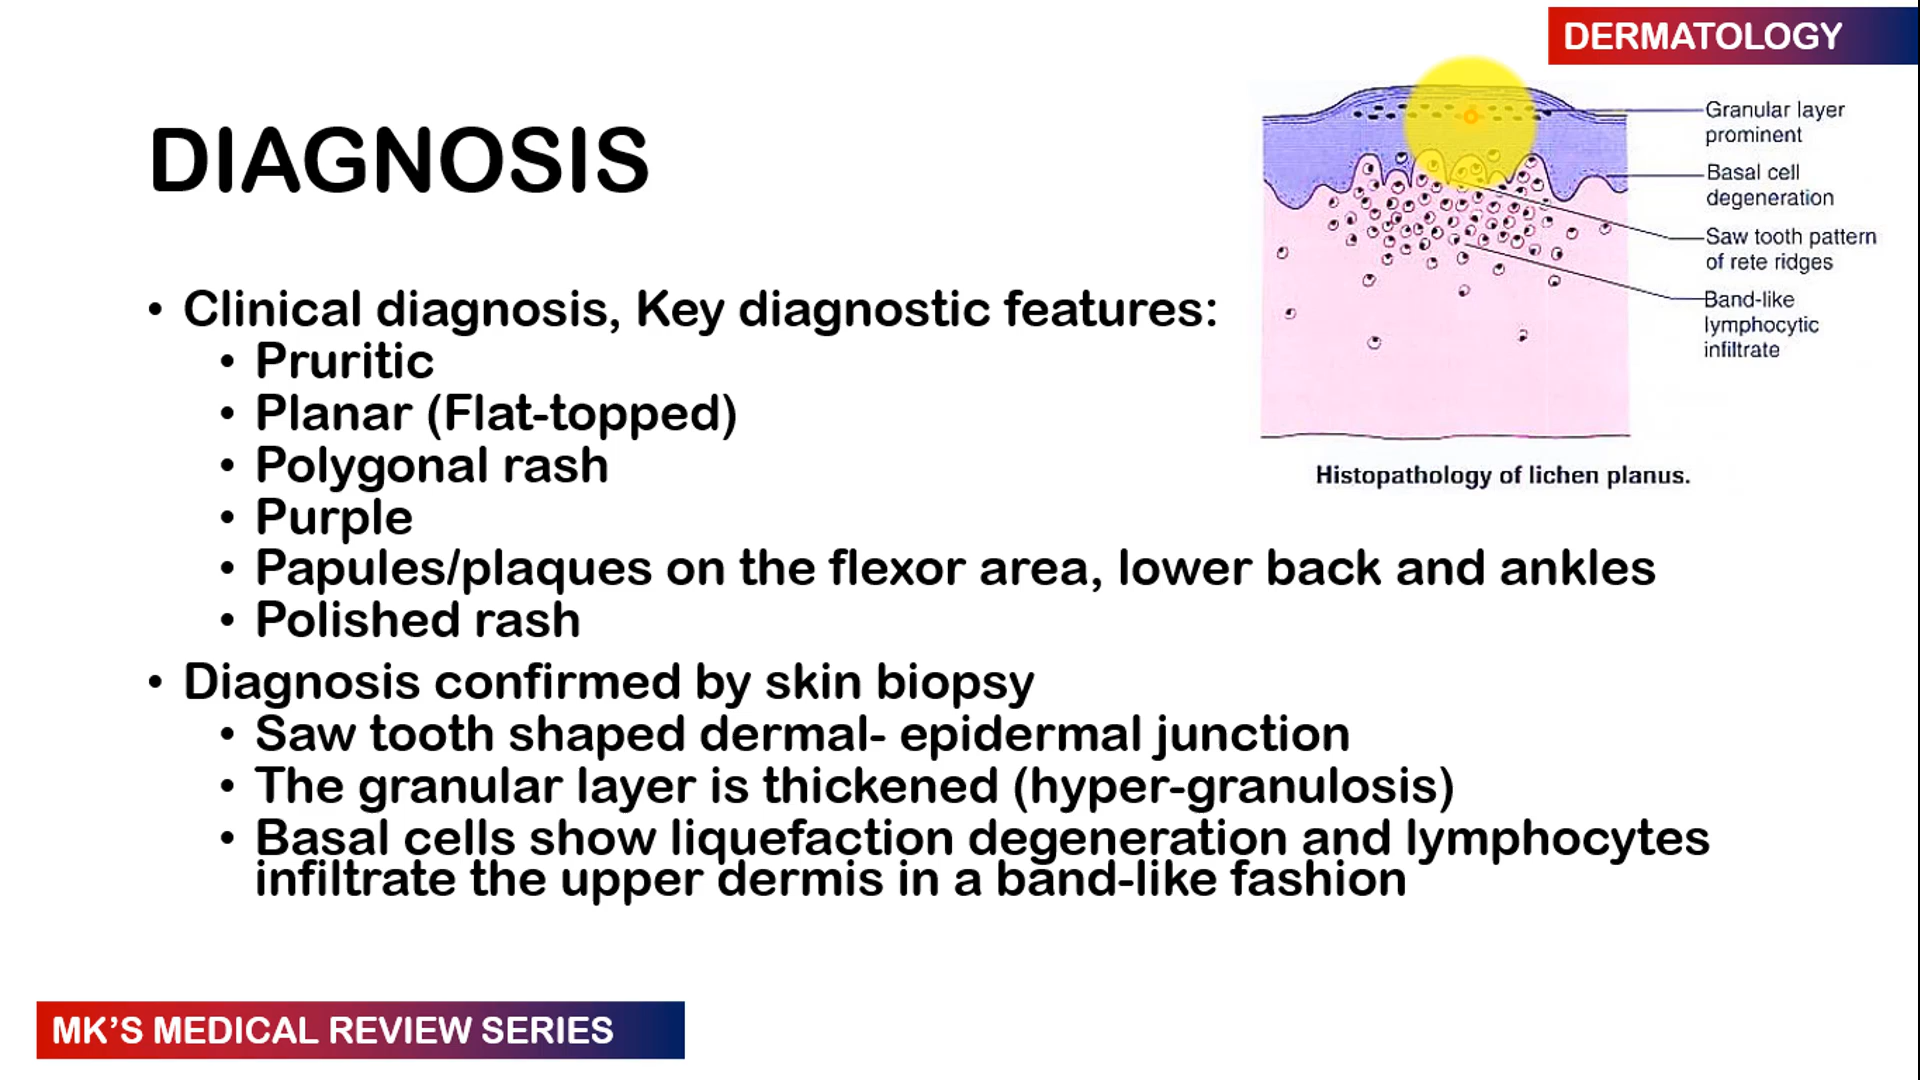 DERMATOLOGY
DIAGNOSIS
Granular layer
prominent
Basal cell
degeneration
Saw tooth pattern
of rete ridges
Band-like
lymphocytic
infiltrate
Histopathology of lichen planus.
• Clinical diagnosis, Key diagnostic features:
• Pruritic
• Planar (Flat-topped)
• Polygonal rash
• Purple
• Papules/plaques on the flexor area, lower back and ankles
• Polished rash
• Diagnosis confirmed by skin biopsy
• Saw tooth shaped dermal- epidermal junction
• The granular layer is thickened (hyper-granulosis)
• Basal cells show liquefaction degeneration and lymphocytes
infiltrate the upper dermis in a band-like fashion
MK’S MEDICAL REVIEW SERIES